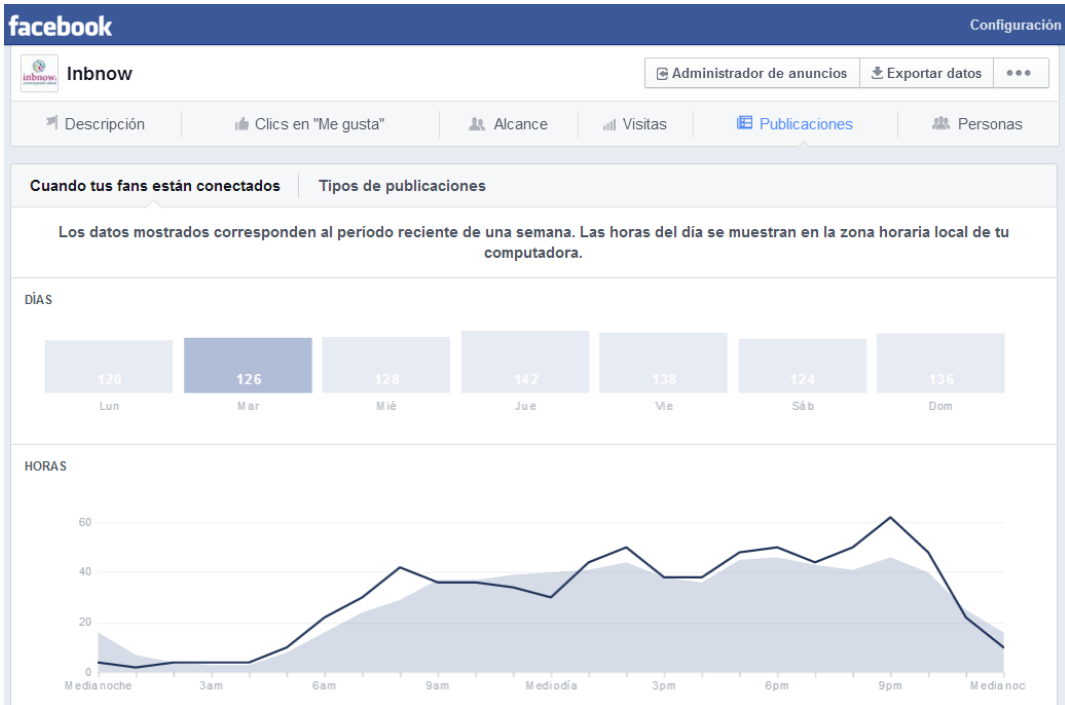 facebook
Configuración
inbnow.
Inbnow
Administrador de anuncios
Exportar datos
Descripción
Clics en "Me gusta"
Alcance
Visitas
Publicaciones
Personas
Cuando tus fans están conectados
Tipos de publicaciones
Los datos mostrados corresponden al período reciente de una semana. Las horas del día se muestran en la zona horaria local de tu
computadora.
DÍAS
120 126 128 142 138 124 136
Lun Mar Mié Jue Vie Sáb Dom
HORAS
60
40
20
0
Medianoche 3am 6am 9am Mediodía 3pm 6pm 9pm Medianoc